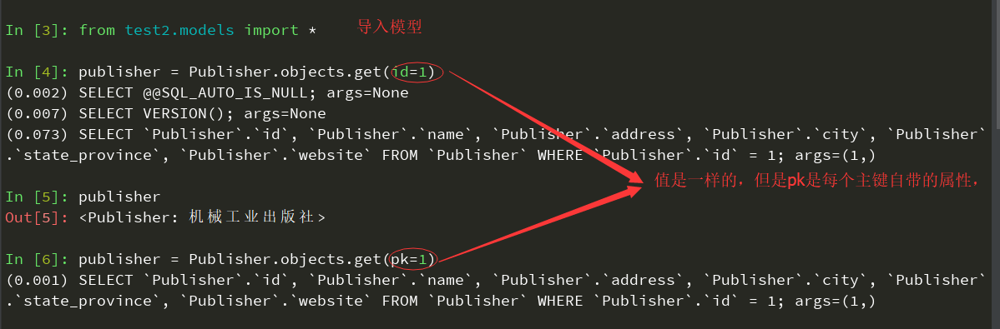 In [3]: from test2.models import * 导入模型
In [4]: publisher = Publisher.objects.get(id=1)
(0.002) SELECT @@SQL_AUTO_IS_NULL; args=None
(0.007) SELECT VERSION(); args=None
(0.073) SELECT `Publisher`.`id`, `Publisher`.`name`, `Publisher`.`address`, `Publisher`.`city`, `Publisher`
.`state_province`, `Publisher`.`website` FROM `Publisher` WHERE `Publisher`.`id` = 1; args=(1,)
值是一样的，但是pk是每个主键自带的属性，
In [5]: publisher
Out[5]: <Publisher: 机械工业出版社>
In [6]: publisher = Publisher.objects.get(pk=1)
(0.001) SELECT `Publisher`.`id`, `Publisher`.`name`, `Publisher`.`address`, `Publisher`.`city`, `Publisher`
.`state_province`, `Publisher`.`website` FROM `Publisher` WHERE `Publisher`.`id` = 1; args=(1,)